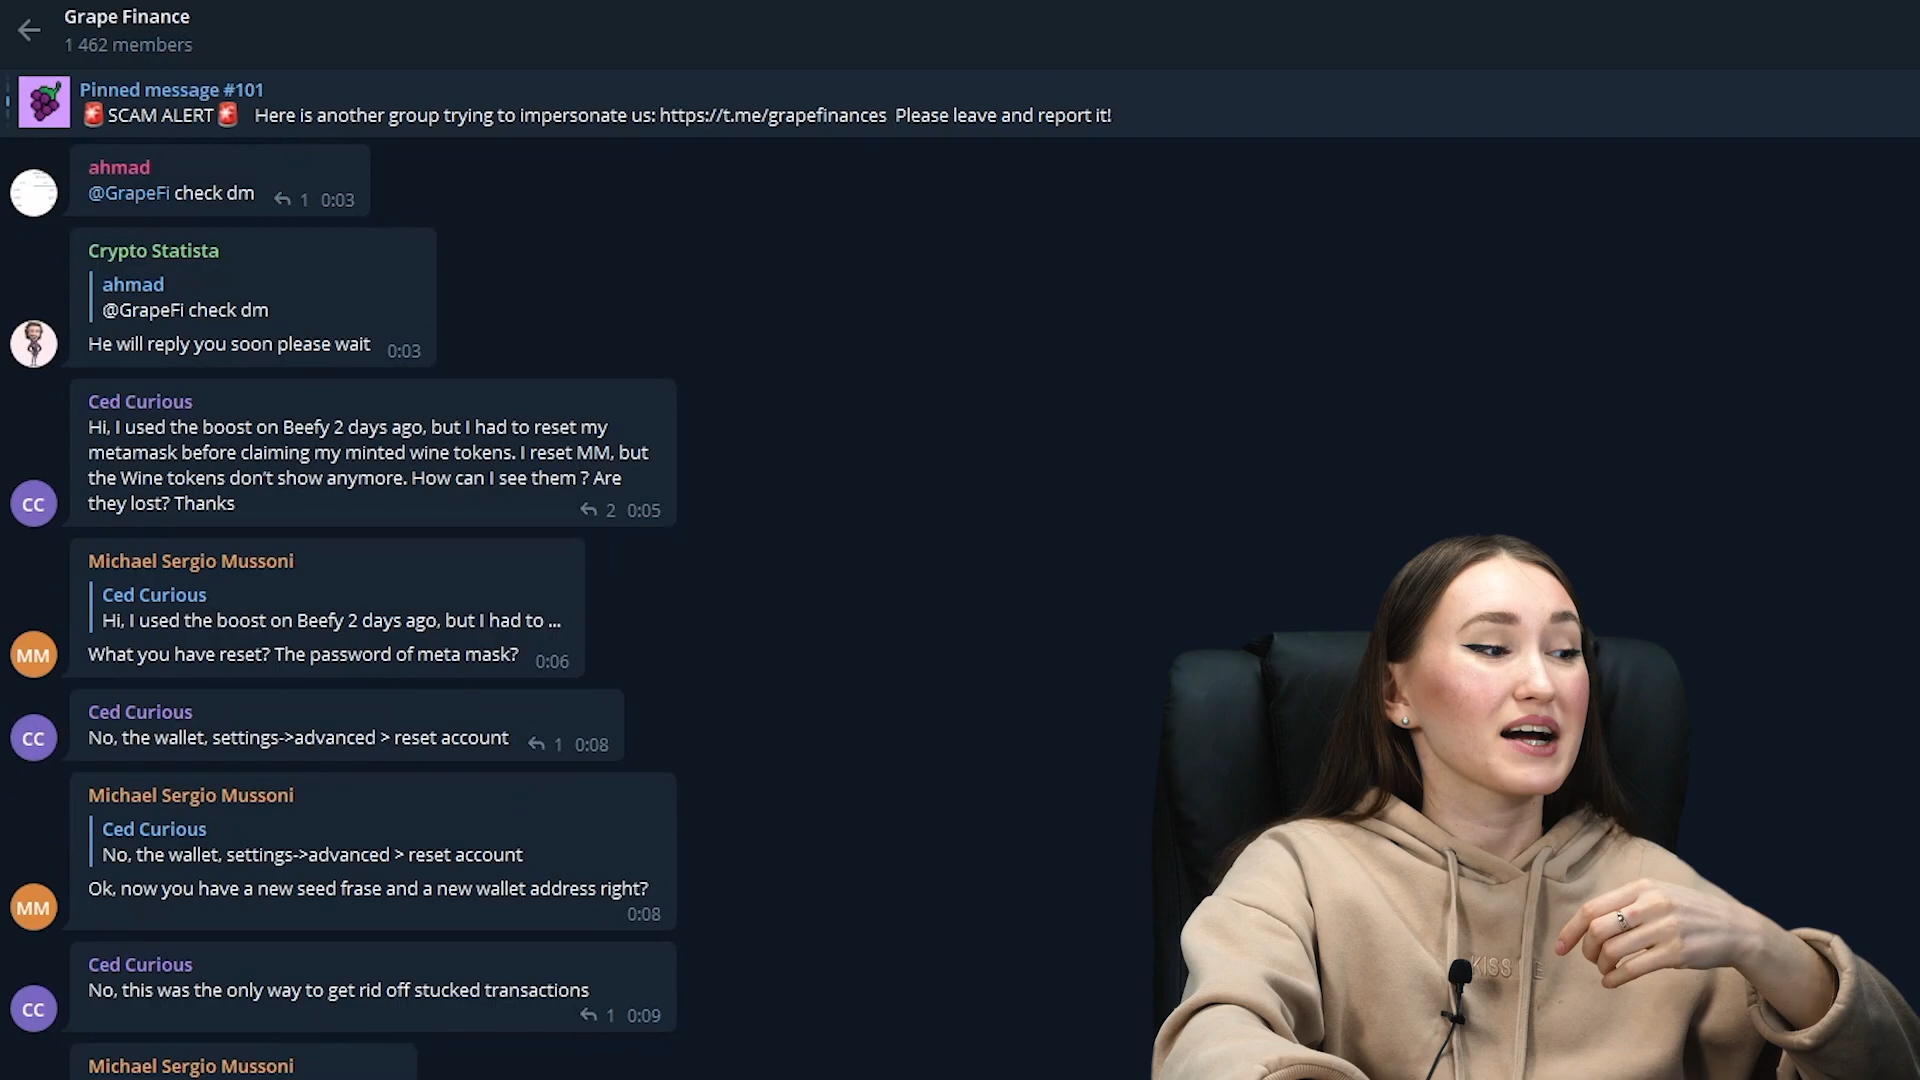 Grape Finance
1 462 members
Pinned message #101
🚨SCAM ALERT🚨 Here is another group trying to impersonate us: https://t.me/grapefinances Please leave and report it!
ahmad
@GrapeFi check dm 1 0:03
Crypto Statista
ahmad
@GrapeFi check dm
He will reply you soon please wait 0:03
Ced Curious
Hi, I used the boost on Beefy 2 days ago, but I had to reset my
metamask before claiming my minted wine tokens. I reset MM, but
the Wine tokens don't show anymore. How can I see them ? Are
they lost? Thanks 2 0:05
CC
Michael Sergio Mussoni
Ced Curious
Hi, I used the boost on Beefy 2 days ago, but I had to ...
What you have reset? The password of meta mask? 0:06
MM
Ced Curious
No, the wallet, settings->advanced > reset account 1 0:08
CC
Michael Sergio Mussoni
Ced Curious
No, the wallet, settings->advanced > reset account
Ok, now you have a new seed frase and a new wallet address right?
0:08
MM
Ced Curious
No, this was the only way to get rid off stucked transactions
1 0:09
CC
Michael Sergio Mussoni
KISS